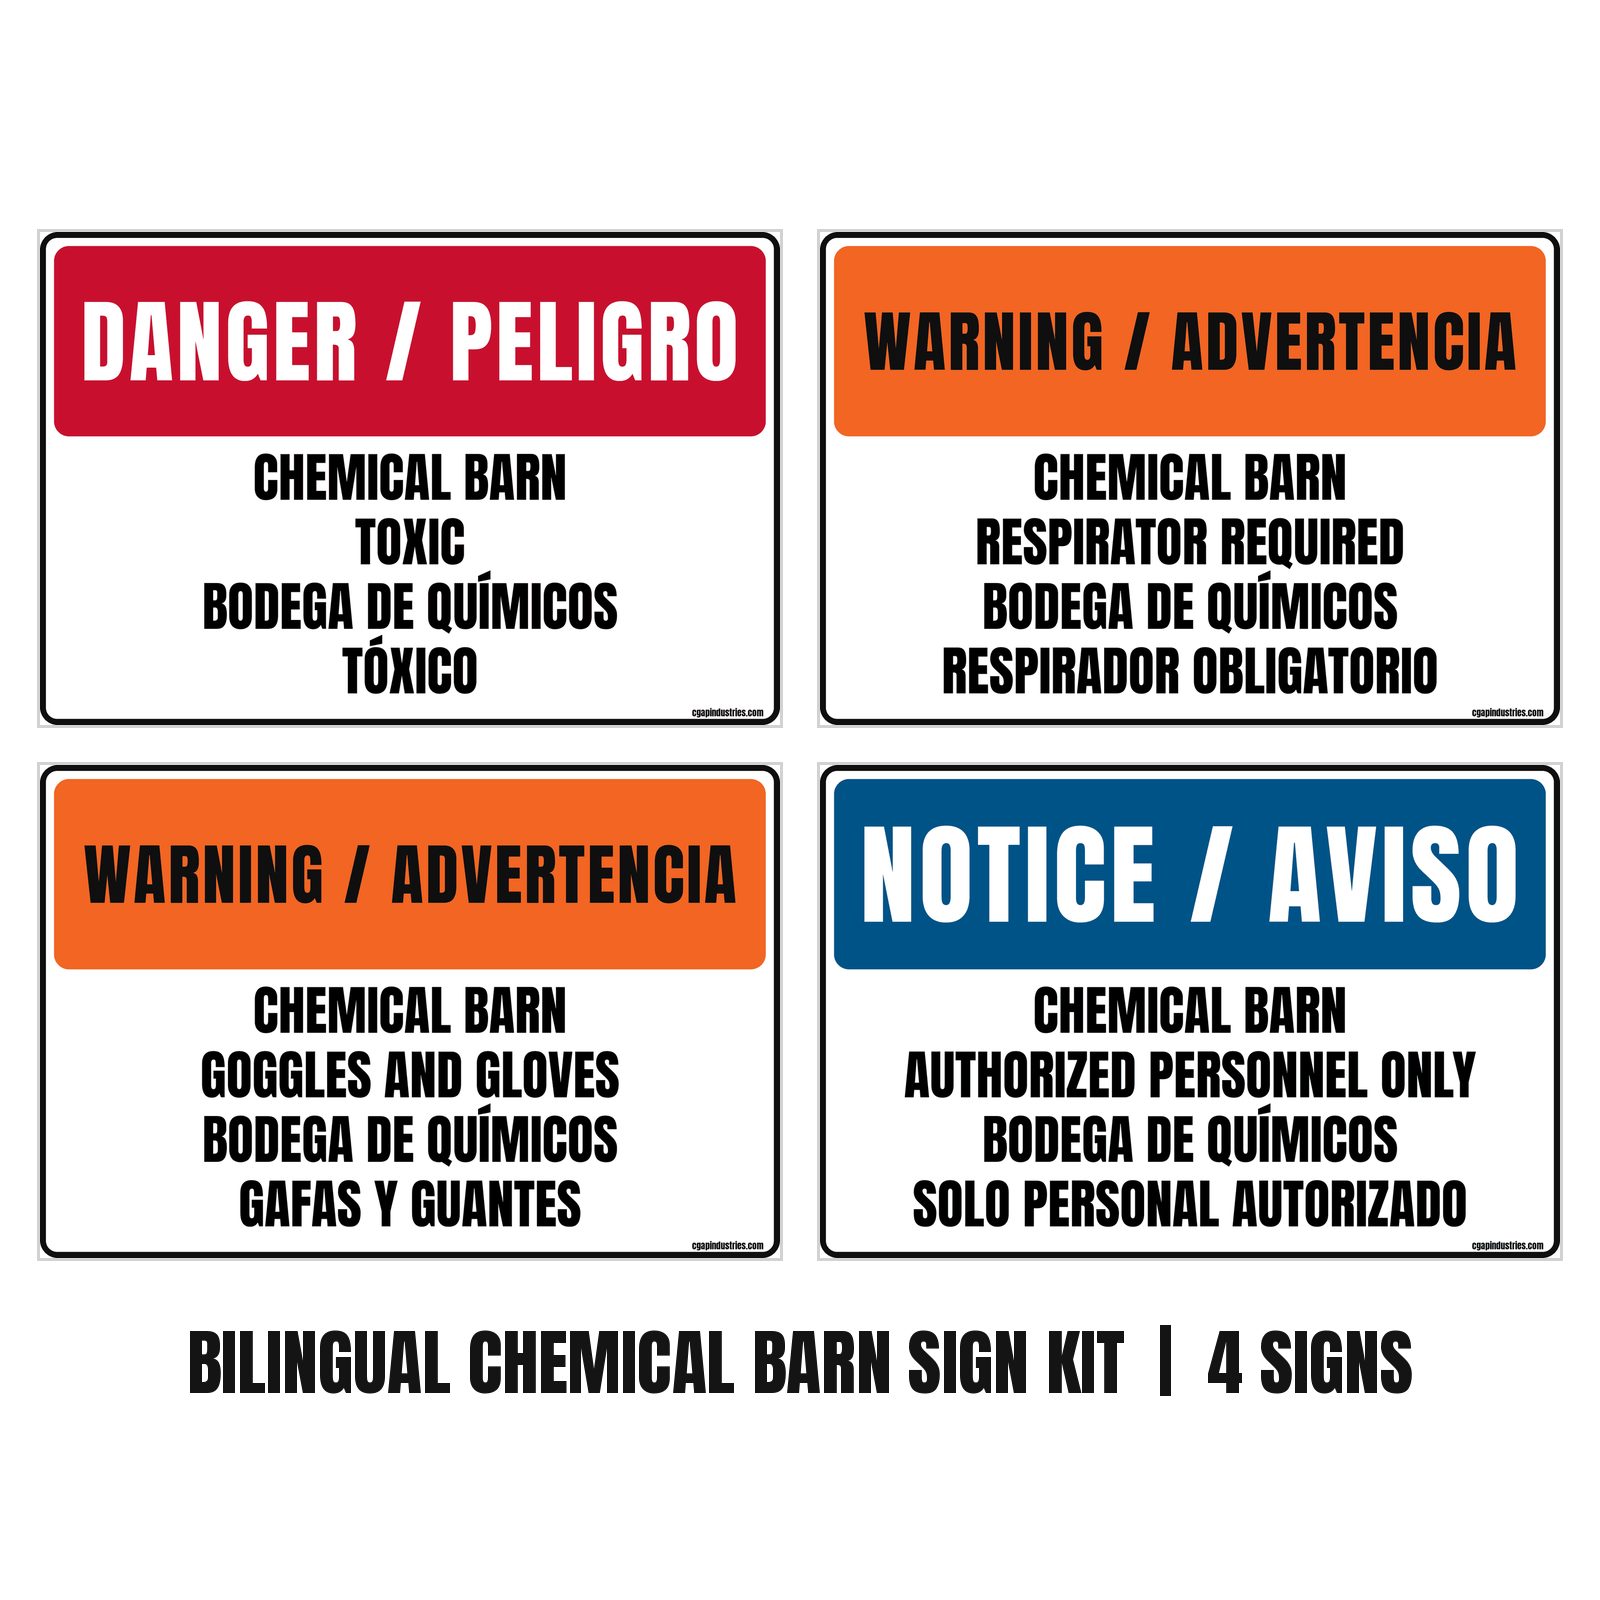 DANGER / PELIGRO
CHEMICAL BARN
TOXIC
BODEGA DE QUÍMICOS
TÓXICO
cgapindustries.com
WARNING / ADVERTENCIA
CHEMICAL BARN
RESPIRATOR REQUIRED
BODEGA DE QUÍMICOS
RESPIRADOR OBLIGATORIO
cgapindustries.com
WARNING / ADVERTENCIA
CHEMICAL BARN
GOGGLES AND GLOVES
BODEGA DE QUÍMICOS
GAFAS Y GUANTES
cgapindustries.com
NOTICE / AVISO
CHEMICAL BARN
AUTHORIZED PERSONNEL ONLY
BODEGA DE QUÍMICOS
SOLO PERSONAL AUTORIZADO
cgapindustries.com
BILINGUAL CHEMICAL BARN SIGN KIT | 4 SIGNS